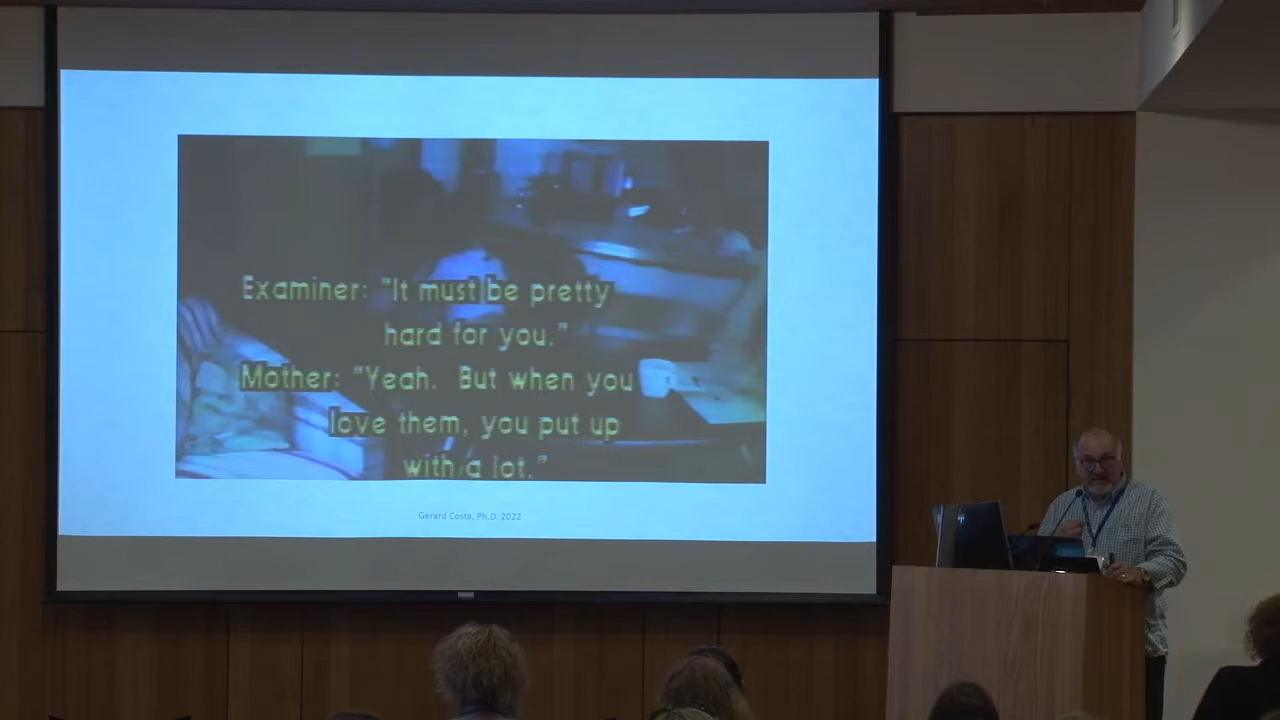 Examiner: "It must be pretty
hard for you."
Mother: "Yeah. But when you
love them, you put up
with a lot."
Gerard Costa, Ph.D. 2022